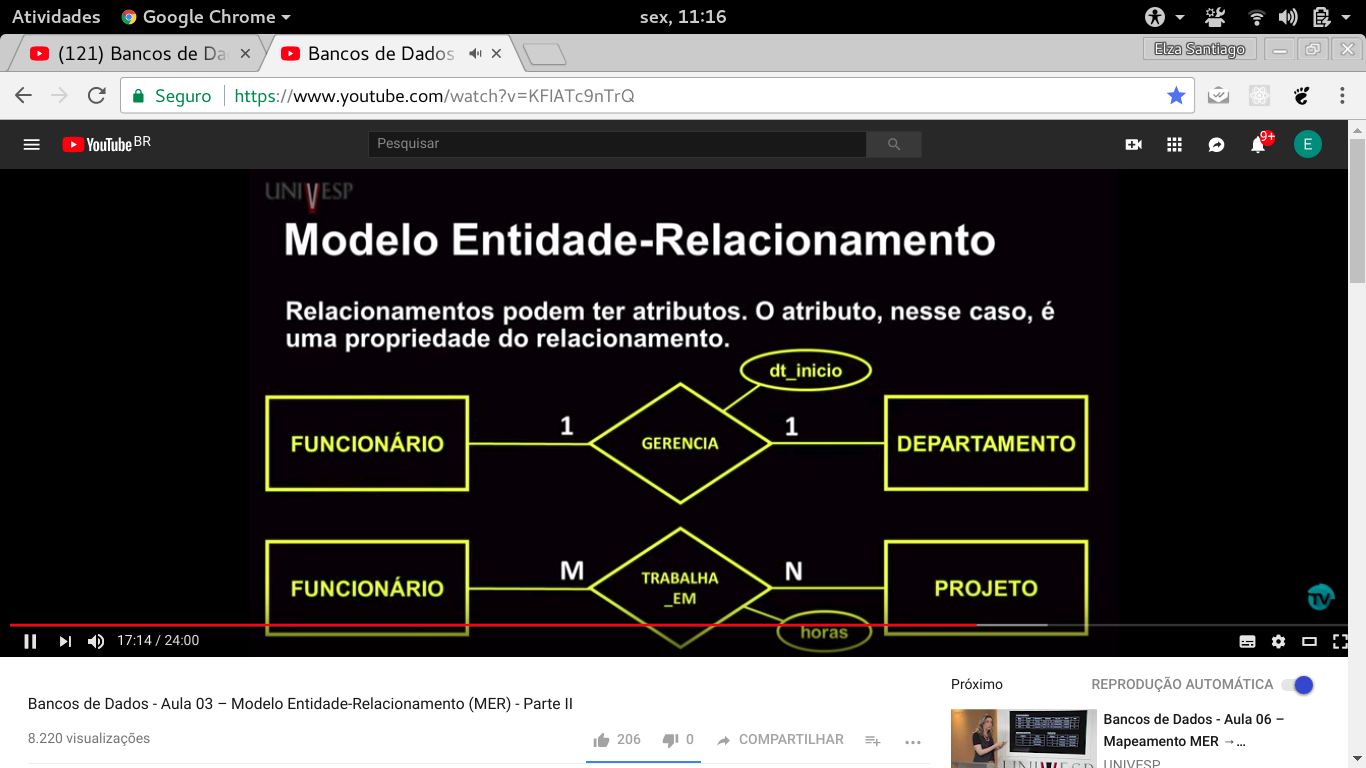 Atividades Google Chrome sex, 11:16
(121) Bancos de Da Bancos de Dados Elza Santiago
Seguro https://www.youtube.com/watch?v=KFlATc9nTrQ
YouTube BR Pesquisar 9+ E
UNIVESP
Modelo Entidade-Relacionamento
Relacionamentos podem ter atributos. O atributo, nesse caso, é
uma propriedade do relacionamento.
dt_inicio
FUNCIONÁRIO 1 GERENCIA 1 DEPARTAMENTO
FUNCIONÁRIO M TRABALHA
_EM N PROJETO
horas
TV
17:14 / 24:00
Bancos de Dados - Aula 03 – Modelo Entidade-Relacionamento (MER) - Parte II
8.220 visualizações
206 0 COMPARTILHAR
Próximo REPRODUÇÃO AUTOMÁTICA
Bancos de Dados - Aula 06 –
Mapeamento MER →...
UNIVESP